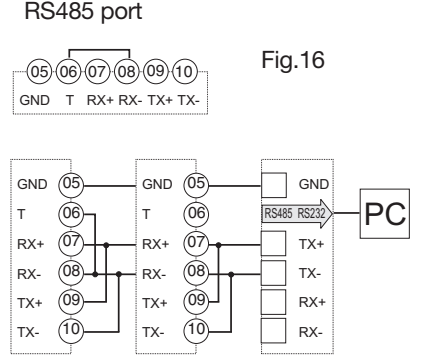 RS485 port
05 06 07 08 09 10
GND T RX+ RX- TX+ TX-
Fig.16
GND 05 GND 05 GND
T 06 T 06 RS485 RS232 PC
RX+ 07 RX+ 07 TX+
RX- 08 RX- 08 TX-
TX+ 09 TX+ 09 RX+
TX- 10 TX- 10 RX-